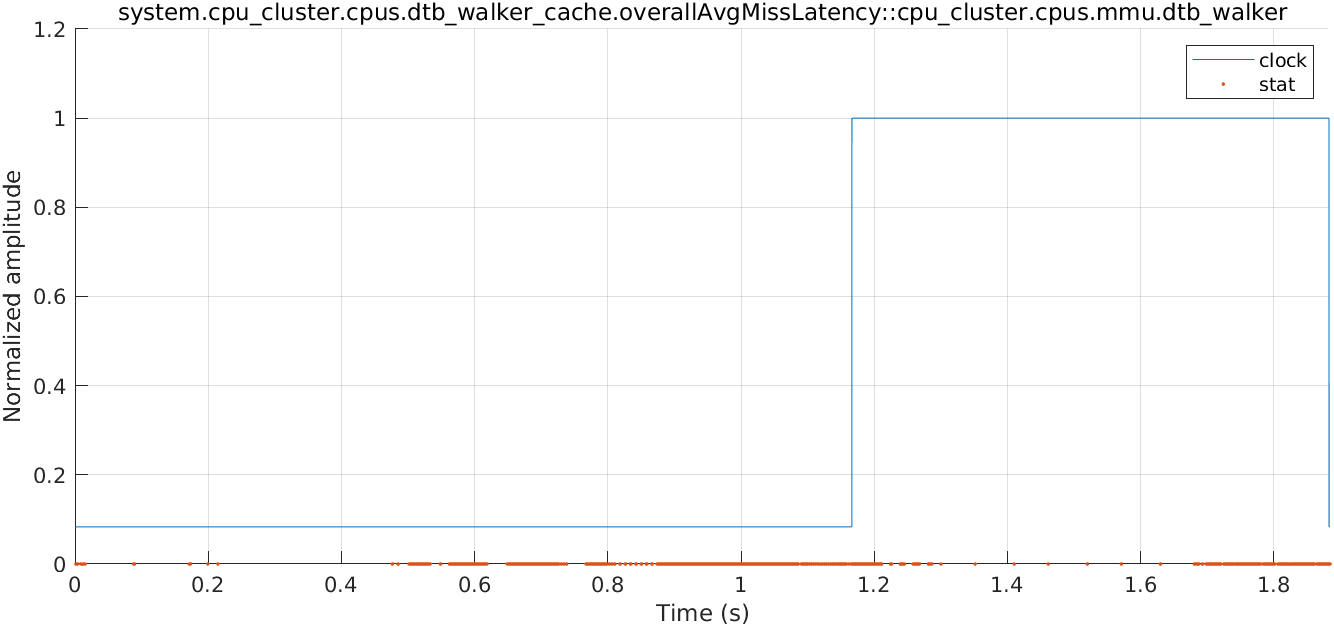 system.cpu_cluster.cpus.dtb_walker_cache.overallAvgMissLatency::cpu_cluster.cpus.mmu.dtb_walker
1.2
clock
stat
1
0.8
Normalized amplitude
0.6
0.4
0.2
0
0 0.2 0.4 0.6 0.8 1 1.2 1.4 1.6 1.8
Time (s)